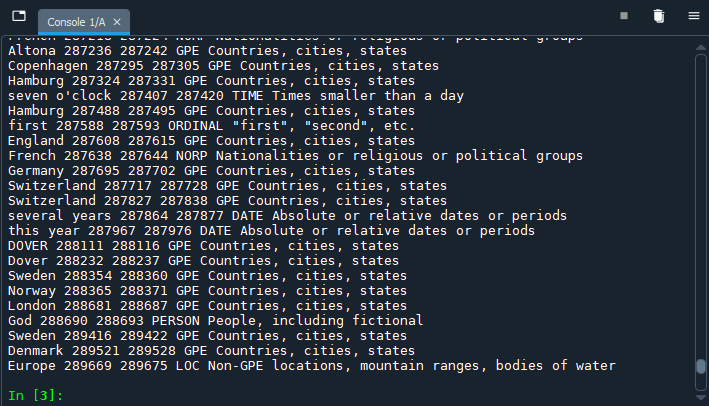 Console 1/A
Altona 287236 287242 GPE Countries, cities, states
Copenhagen 287295 287305 GPE Countries, cities, states
Hamburg 287324 287331 GPE Countries, cities, states
seven o'clock 287407 287420 TIME Times smaller than a day
Hamburg 287488 287495 GPE Countries, cities, states
first 287588 287593 ORDINAL "first", "second", etc.
England 287608 287615 GPE Countries, cities, states
French 287638 287644 NORP Nationalities or religious or political groups
Germany 287695 287702 GPE Countries, cities, states
Switzerland 287717 287728 GPE Countries, cities, states
Switzerland 287827 287838 GPE Countries, cities, states
several years 287864 287877 DATE Absolute or relative dates or periods
this year 287967 287976 DATE Absolute or relative dates or periods
DOVER 288111 288116 GPE Countries, cities, states
Dover 288232 288237 GPE Countries, cities, states
Sweden 288354 288360 GPE Countries, cities, states
Norway 288365 288371 GPE Countries, cities, states
London 288681 288687 GPE Countries, cities, states
God 288690 288693 PERSON People, including fictional
Sweden 289416 289422 GPE Countries, cities, states
Denmark 289521 289528 GPE Countries, cities, states
Europe 289669 289675 LOC Non-GPE locations, mountain ranges, bodies of water
In [3]: